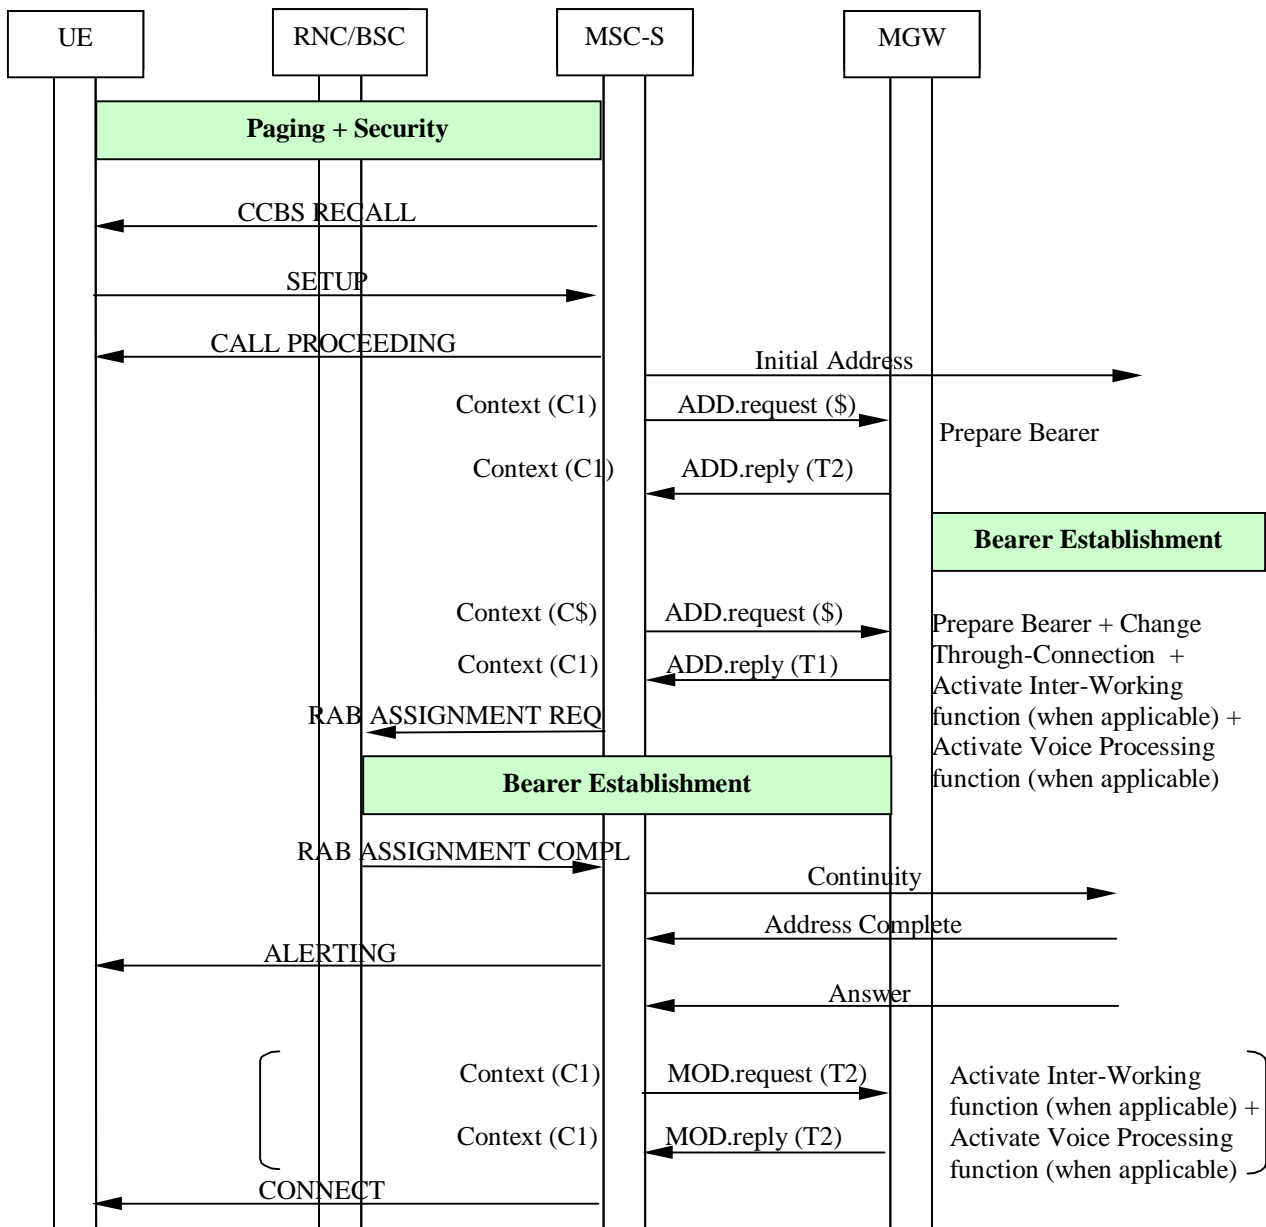 UE
RNC/BSC
MSC-S
MGW
Paging + Security
CCBS RECALL
SETUP
CALL PROCEEDING
Initial Address
Context (C1)
ADD.request ($)
Prepare Bearer
Context (C1)
ADD.reply (T2)
Bearer Establishment
Context (C$)
ADD.request ($)
Context (C1)
ADD.reply (T1)
Prepare Bearer + Change
Through-Connection +
Activate Inter-Working
function (when applicable) +
Activate Voice Processing
function (when applicable)
RAB ASSIGNMENT REQ
Bearer Establishment
RAB ASSIGNMENT COMPL
Continuity
Address Complete
ALERTING
Answer
Context (C1)
MOD.request (T2)
Context (C1)
MOD.reply (T2)
Activate Inter-Working
function (when applicable) +
Activate Voice Processing
function (when applicable)
CONNECT